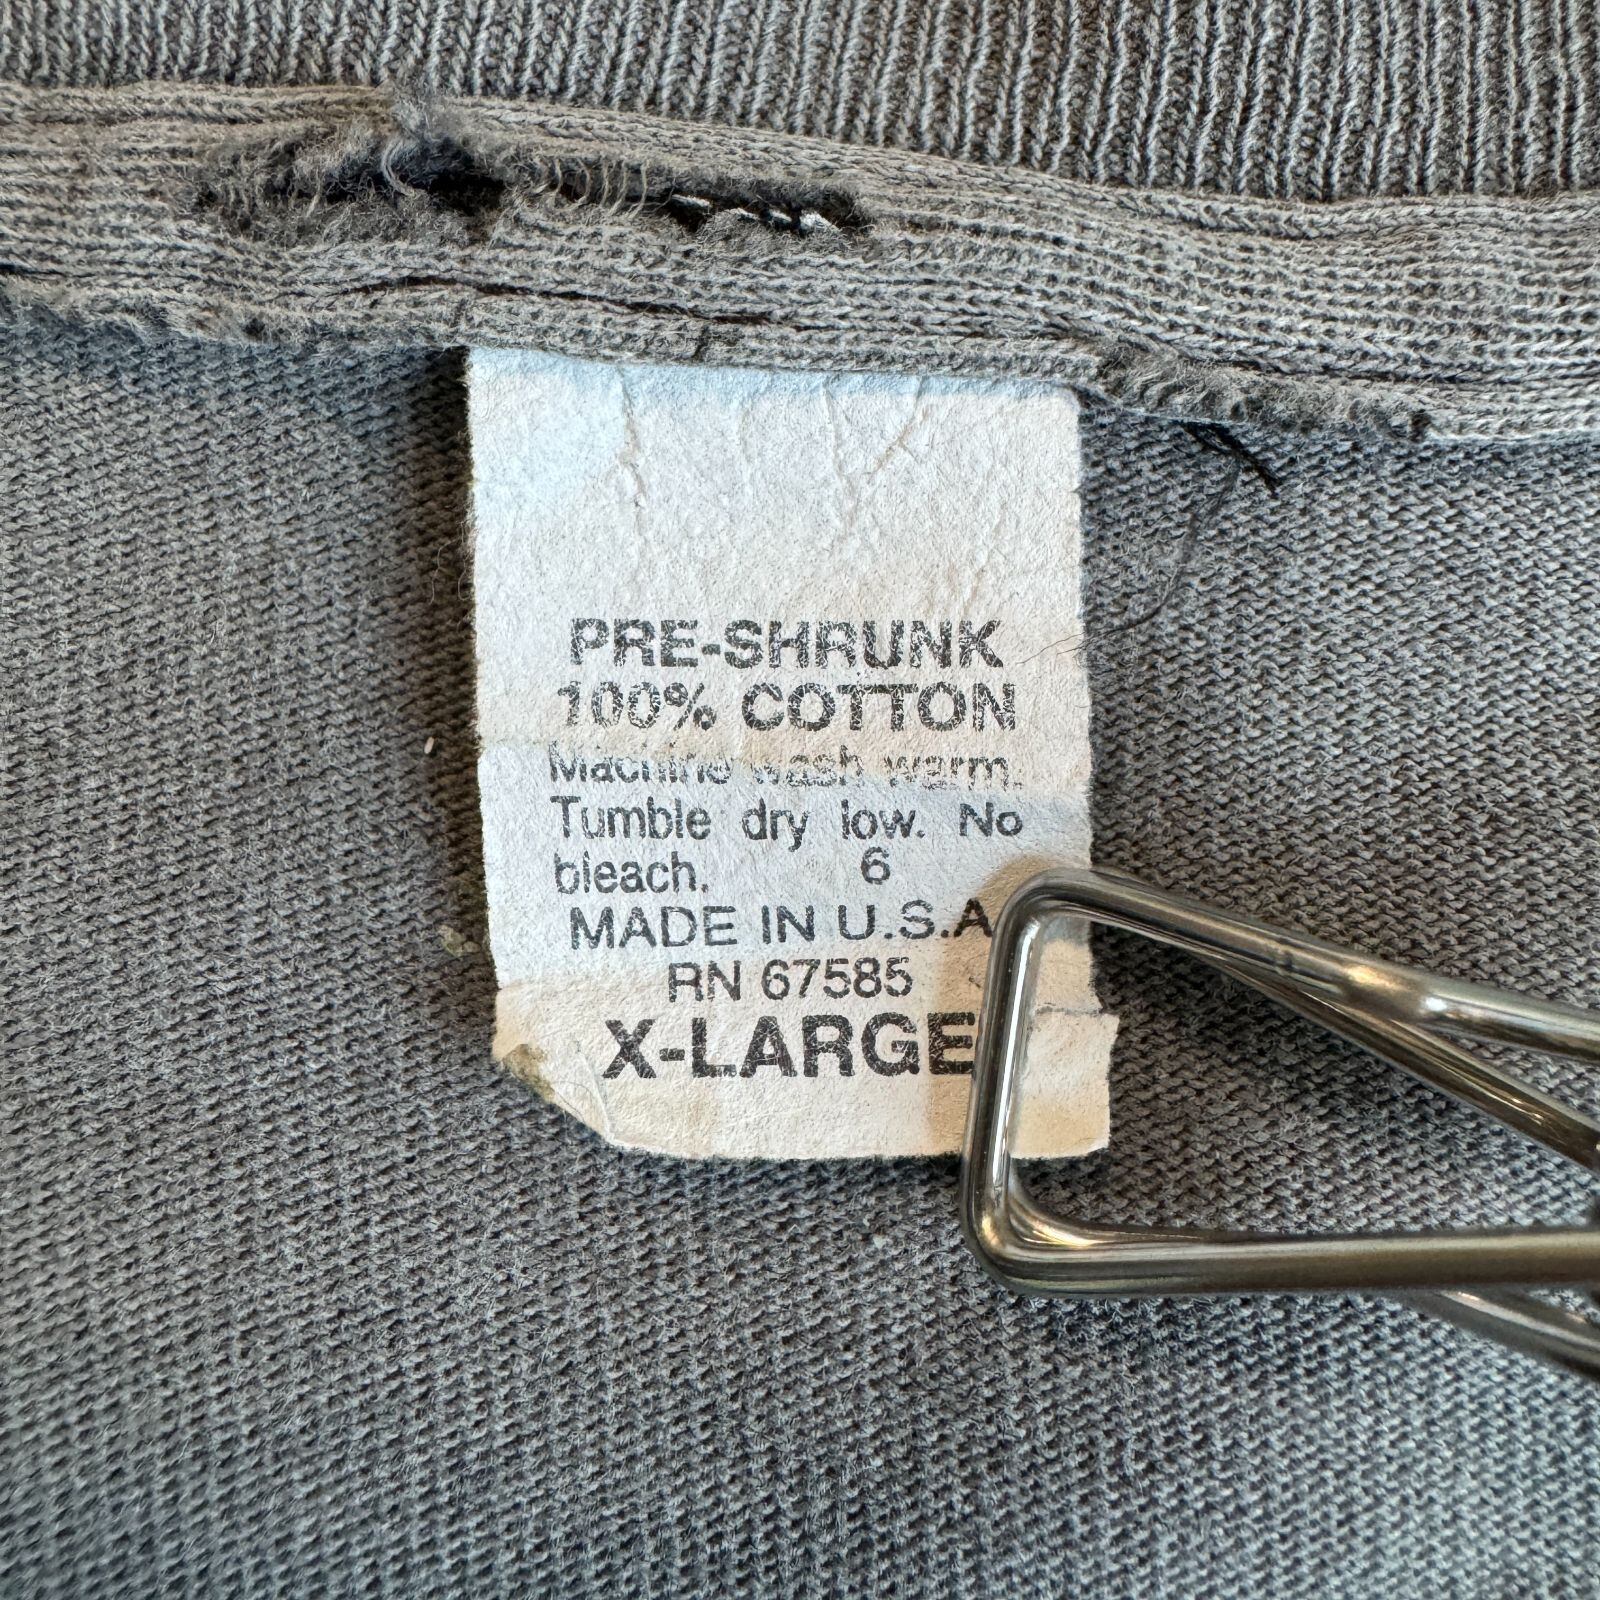 PRE-SHRUNK
100% COTTON
Machine wash warm.
Tumble dry low. No
bleach. 6
MADE IN U.S.A
RN 67585
X-LARGE